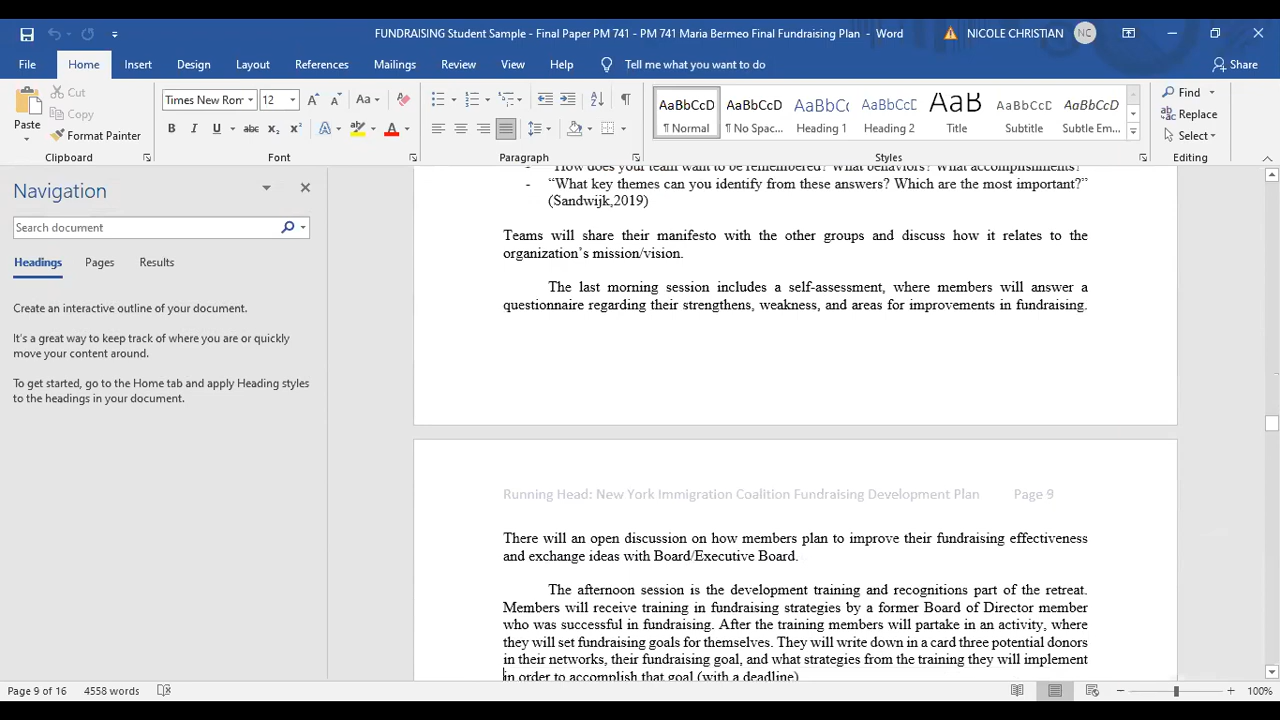 FUNDRAISING Student Sample - Final Paper PM 741 - PM 741 Maria Bermeo Final Fundraising Plan - Word
NICOLE CHRISTIAN NC
File Home Insert Design Layout References Mailings Review View Help Tell me what you want to do Share
Paste Cut
Copy
Format Painter
Clipboard
Times New Rom 12 Aa
B I U abc x₂ x² A A
Font
Paragraph
AaBbCcD ¶ Normal
AaBbCcD ¶ No Spac...
AaBbC Heading 1
AaBbCcE Heading 2
AaB Title
AaBbCcD Subtitle
AaBbCcD Subtle Em...
Styles
Find
Replace
Select
Editing
Navigation
Search document
Headings Pages Results
Create an interactive outline of your document.
It's a great way to keep track of where you are or quickly
move your content around.
To get started, go to the Home tab and apply Heading styles
to the headings in your document.
- “How does your team want to be remembered? What behaviors? What accomplishments?”
- “What key themes can you identify from these answers? Which are the most important?”
(Sandwijk,2019)
Teams will share their manifesto with the other groups and discuss how it relates to the
organization’s mission/vision.
The last morning session includes a self-assessment, where members will answer a
questionnaire regarding their strengthens, weakness, and areas for improvements in fundraising.
Running Head: New York Immigration Coalition Fundraising Development Plan Page 9
There will an open discussion on how members plan to improve their fundraising effectiveness
and exchange ideas with Board/Executive Board.
The afternoon session is the development training and recognitions part of the retreat.
Members will receive training in fundraising strategies by a former Board of Director member
who was successful in fundraising. After the training members will partake in an activity, where
they will set fundraising goals for themselves. They will write down in a card three potential donors
in their networks, their fundraising goal, and what strategies from the training they will implement
in order to accomplish that goal (with a deadline)
Page 9 of 16 4558 words 100%